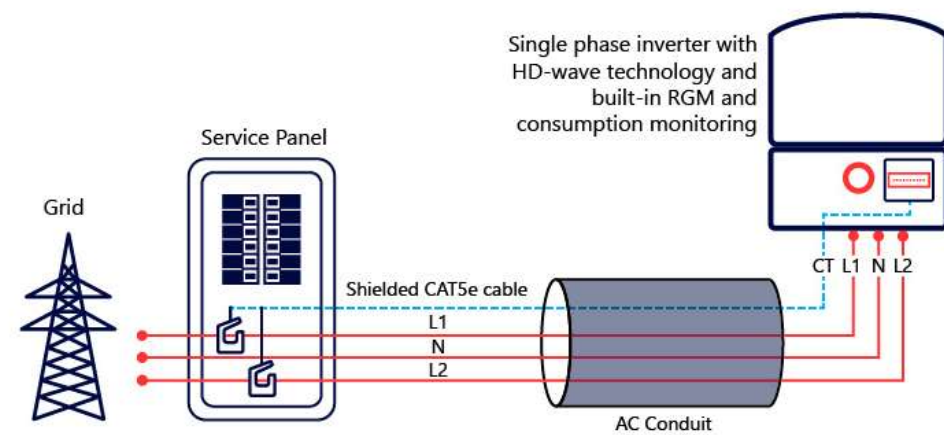 Single phase inverter with
HD-wave technology and
built-in RGM and
consumption monitoring
Service Panel
Grid
CT L1 N L2
Shielded CAT5e cable
L1
N
L2
AC Conduit